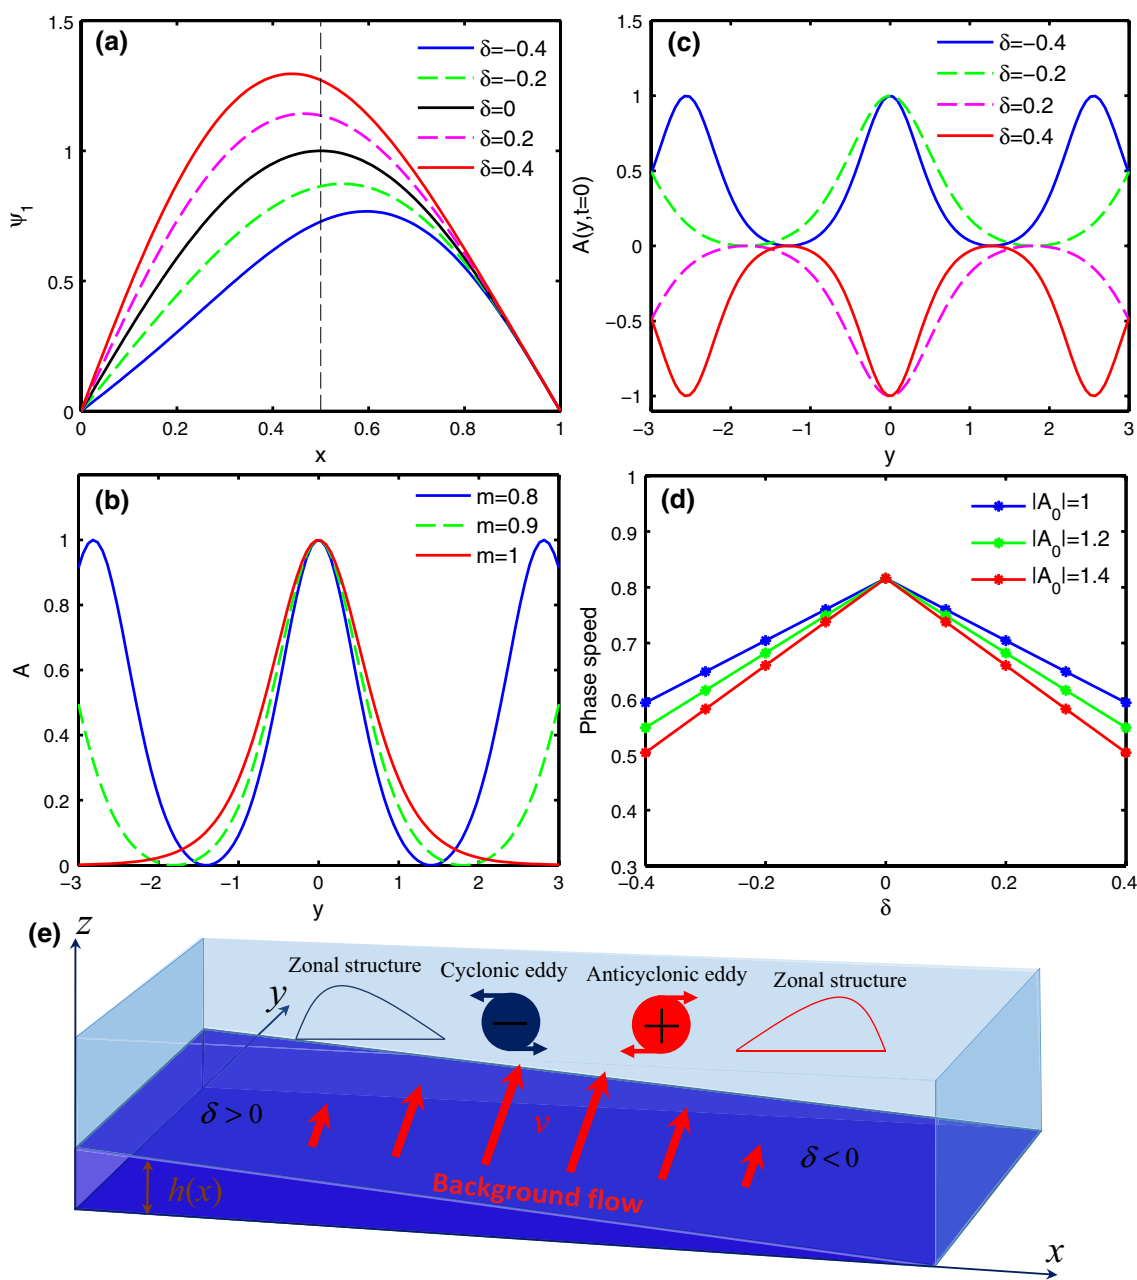 (a)
1.5
1
0.5
0
ψ1
δ=−0.4
δ=−0.2
δ=0
δ=0.2
δ=0.4
0 0.2 0.4 0.6 0.8 1
x
(c)
1.5
1
0.5
0
−0.5
−1
A(y,t=0)
δ=−0.4
δ=−0.2
δ=0.2
δ=0.4
−3 −2 −1 0 1 2 3
y
(b)
1
0.8
0.6
0.4
0.2
0
A
m=0.8
m=0.9
m=1
−3 −2 −1 0 1 2 3
y
(d)
1
0.9
0.8
0.7
0.6
0.5
0.4
0.3
Phase speed
|A0|=1
|A0|=1.2
|A0|=1.4
−0.4 −0.2 0 0.2 0.4
δ
(e)
z
y
Zonal structure
Cyclonic eddy
Anticyclonic eddy
Zonal structure
−
+
δ > 0
v
δ < 0
h(x)
Background flow
x